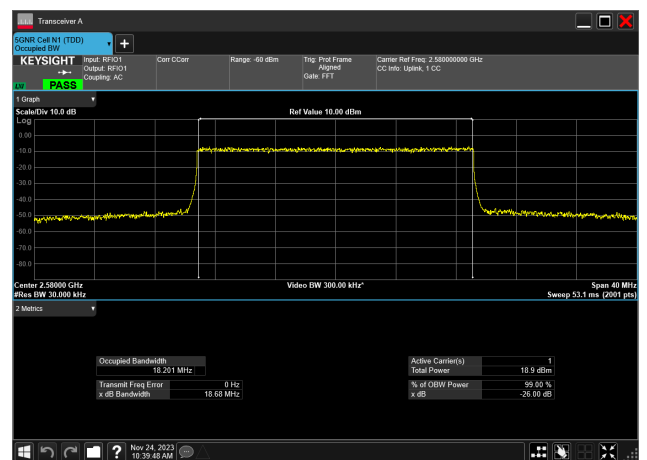 Transceiver A
5GNR Cell N1 (TDD)
Occupied BW
KEYSIGHT
Input: RFIO1
Output: RFIO1
Coupling: AC
Corr CCorr
Range: -60 dBm
Trig: Prot Frame
Aligned
Gate: FFT
Carrier Ref Freq: 2.580000000 GHz
CC Info: Uplink, 1 CC
LV
PASS
1 Graph
Scale/Div 10.0 dB
Ref Value 10.00 dBm
Log
0.00
-10.0
-20.0
-30.0
-40.0
-50.0
-60.0
-70.0
-80.0
Center 2.58000 GHz
Video BW 300.00 kHz^
Span 40 MHz
#Res BW 30.000 kHz
Sweep 53.1 ms (2001 pts)
2 Metrics
Occupied Bandwidth
18.201 MHz
Active Carrier(s) 1
Total Power 18.9 dBm
Transmit Freq Error 0 Hz
x dB Bandwidth 18.68 MHz
% of OBW Power 99.00 %
x dB -26.00 dB
Nov 24, 2023
10:39:48 AM